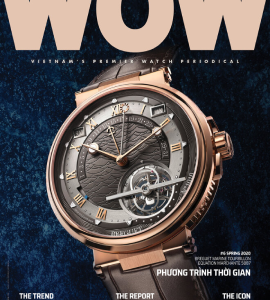 WOW
VIETNAM'S PREMIER WATCH PERIODICAL
#6 SPRING 2020
BREGUET MARINE TOURBILLON
EQUATION MARCHANTE 5887
PHƯƠNG TRÌNH THỜI GIAN
THE TREND
THE REPORT
THE ICON